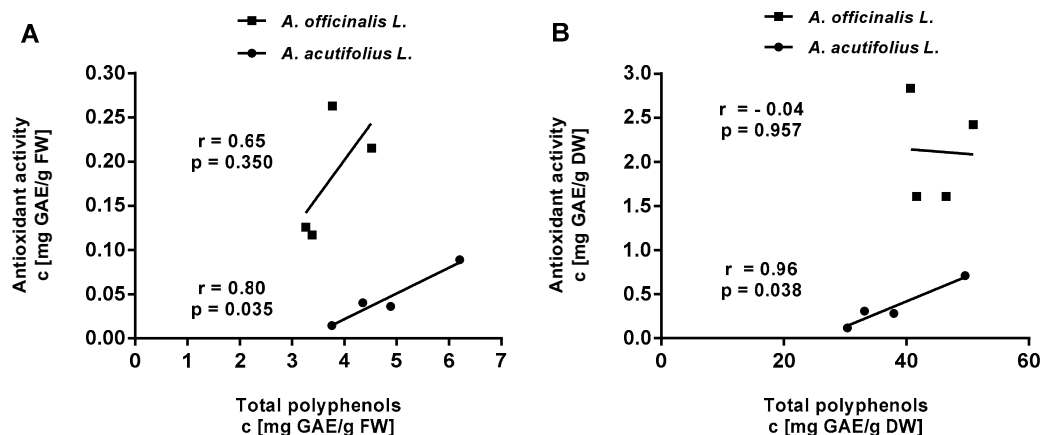 A
A. officinalis L.
A. acutifolius L.
0.30
0.25
0.20
0.15
0.10
0.05
0.00
Antioxidant activity
c [mg GAE/g FW]
r = 0.65
p = 0.350
r = 0.80
p = 0.035
0 1 2 3 4 5 6 7
Total polyphenols
c [mg GAE/g FW]
B
A. officinalis L.
A. acutifolius L.
3.0
2.5
2.0
1.5
1.0
0.5
0.0
Antioxidant activity
c [mg GAE/g DW]
r = - 0.04
p = 0.957
r = 0.96
p = 0.038
0 20 40 60
Total polyphenols
c [mg GAE/g DW]